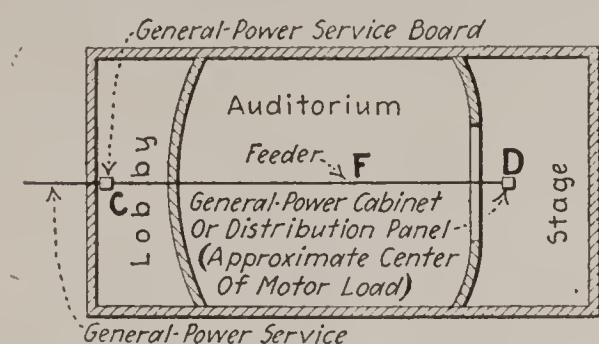 General-Power Service Board
Auditorium
Lobby
Feeder
F
D
C
General-Power Cabinet
Or Distribution Panel
(Approximate Center
Of Motor Load)
Stage
General-Power Service